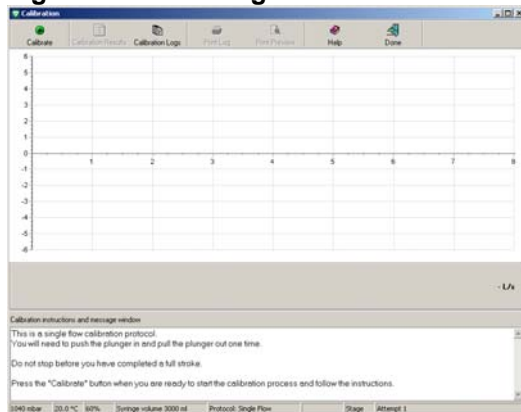 Calibration
Calibrate Calibration Results Calibration Logs Print Log Print Preview Help Done
6
5
4
3
2
1
0
1 2 3 4 5 6 7 8
-1
-2
-3
-4
-5
-6
- L/s
Calibration instructions and message window
This is a single flow calibration protocol.
You will need to push the plunger in and pull the plunger out one time.
Do not stop before you have completed a full stroke.
Press the "Calibrate" button when you are ready to start the calibration process and follow the instructions.
1040 mbar 20.0 °C 60% Syringe volume 3000 ml Protocol: Single Flow Stage Attempt 1